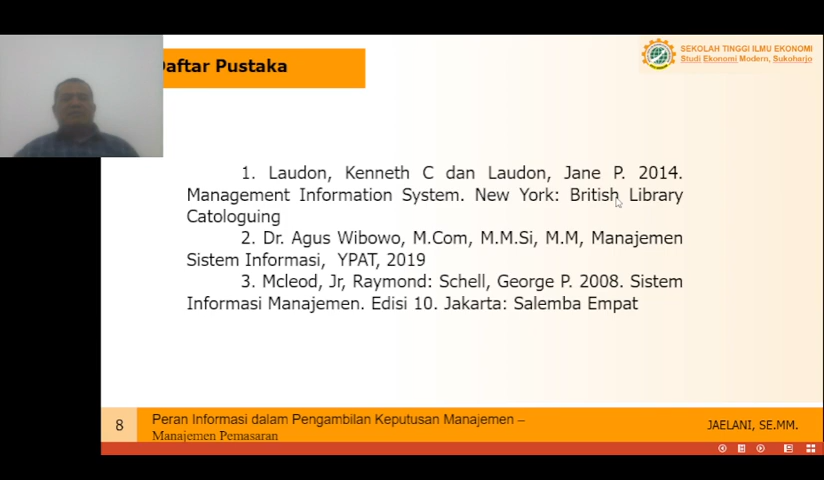 Daftar Pustaka
SEKOLAH TINGGI ILMU EKONOMI
Studi Ekonomi Modern, Sukoharjo
1. Laudon, Kenneth C dan Laudon, Jane P. 2014.
Management Information System. New York: British Library
Catologuing
2. Dr. Agus Wibowo, M.Com, M.M.Si, M.M, Manajemen
Sistem Informasi, YPAT, 2019
3. Mcleod, Jr, Raymond: Schell, George P. 2008. Sistem
Informasi Manajemen. Edisi 10. Jakarta: Salemba Empat
8
Peran Informasi dalam Pengambilan Keputusan Manajemen –
Manajemen Pemasaran
JAELANI, SE.MM.